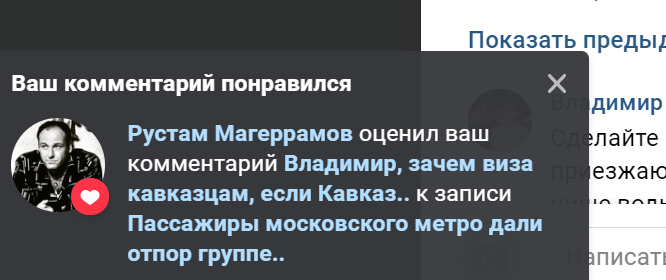 Показать предыд
Ваш комментарий понравился
Рустам Магеррамов оценил ваш
комментарий Владимир, зачем виза
кавказцам, если Кавказ.. к записи
Пассажиры московского метро дали
отпор группе..
Владимир
Сделайте
приезжаю
Написать